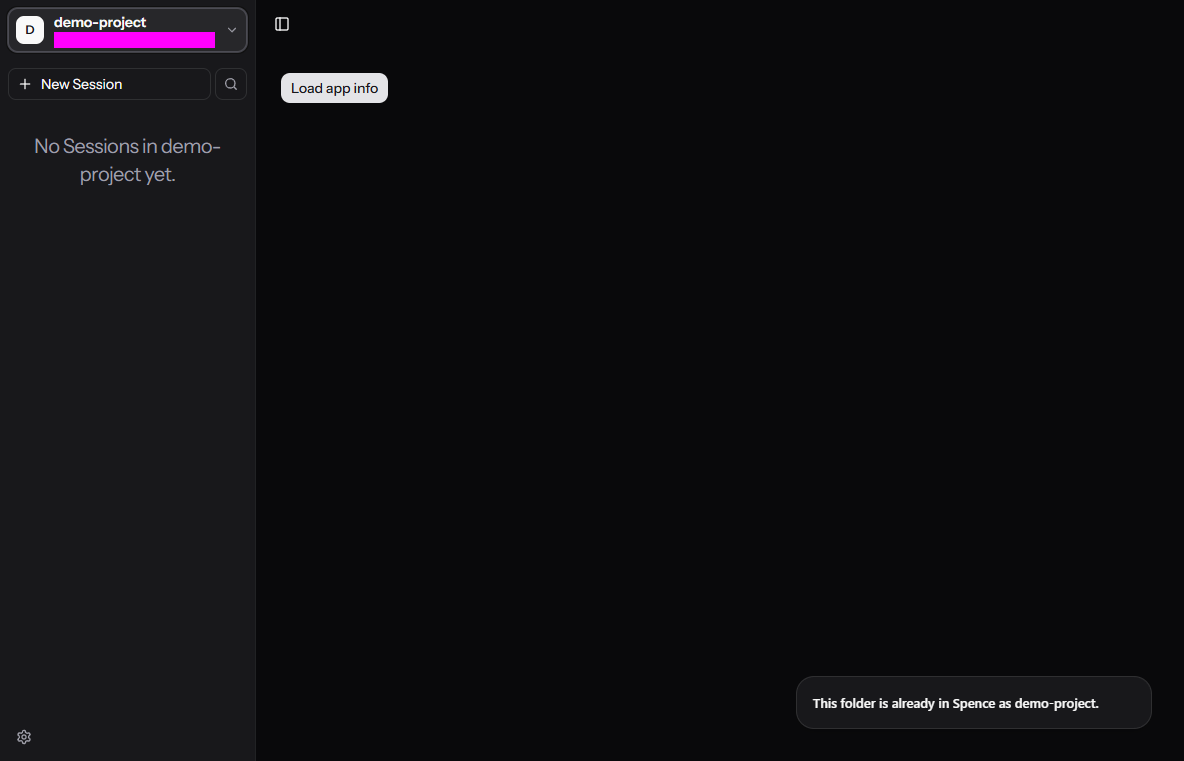 D
demo-project
New Session
No Sessions in demo-
project yet.
Load app info
This folder is already in Spence as demo-project.